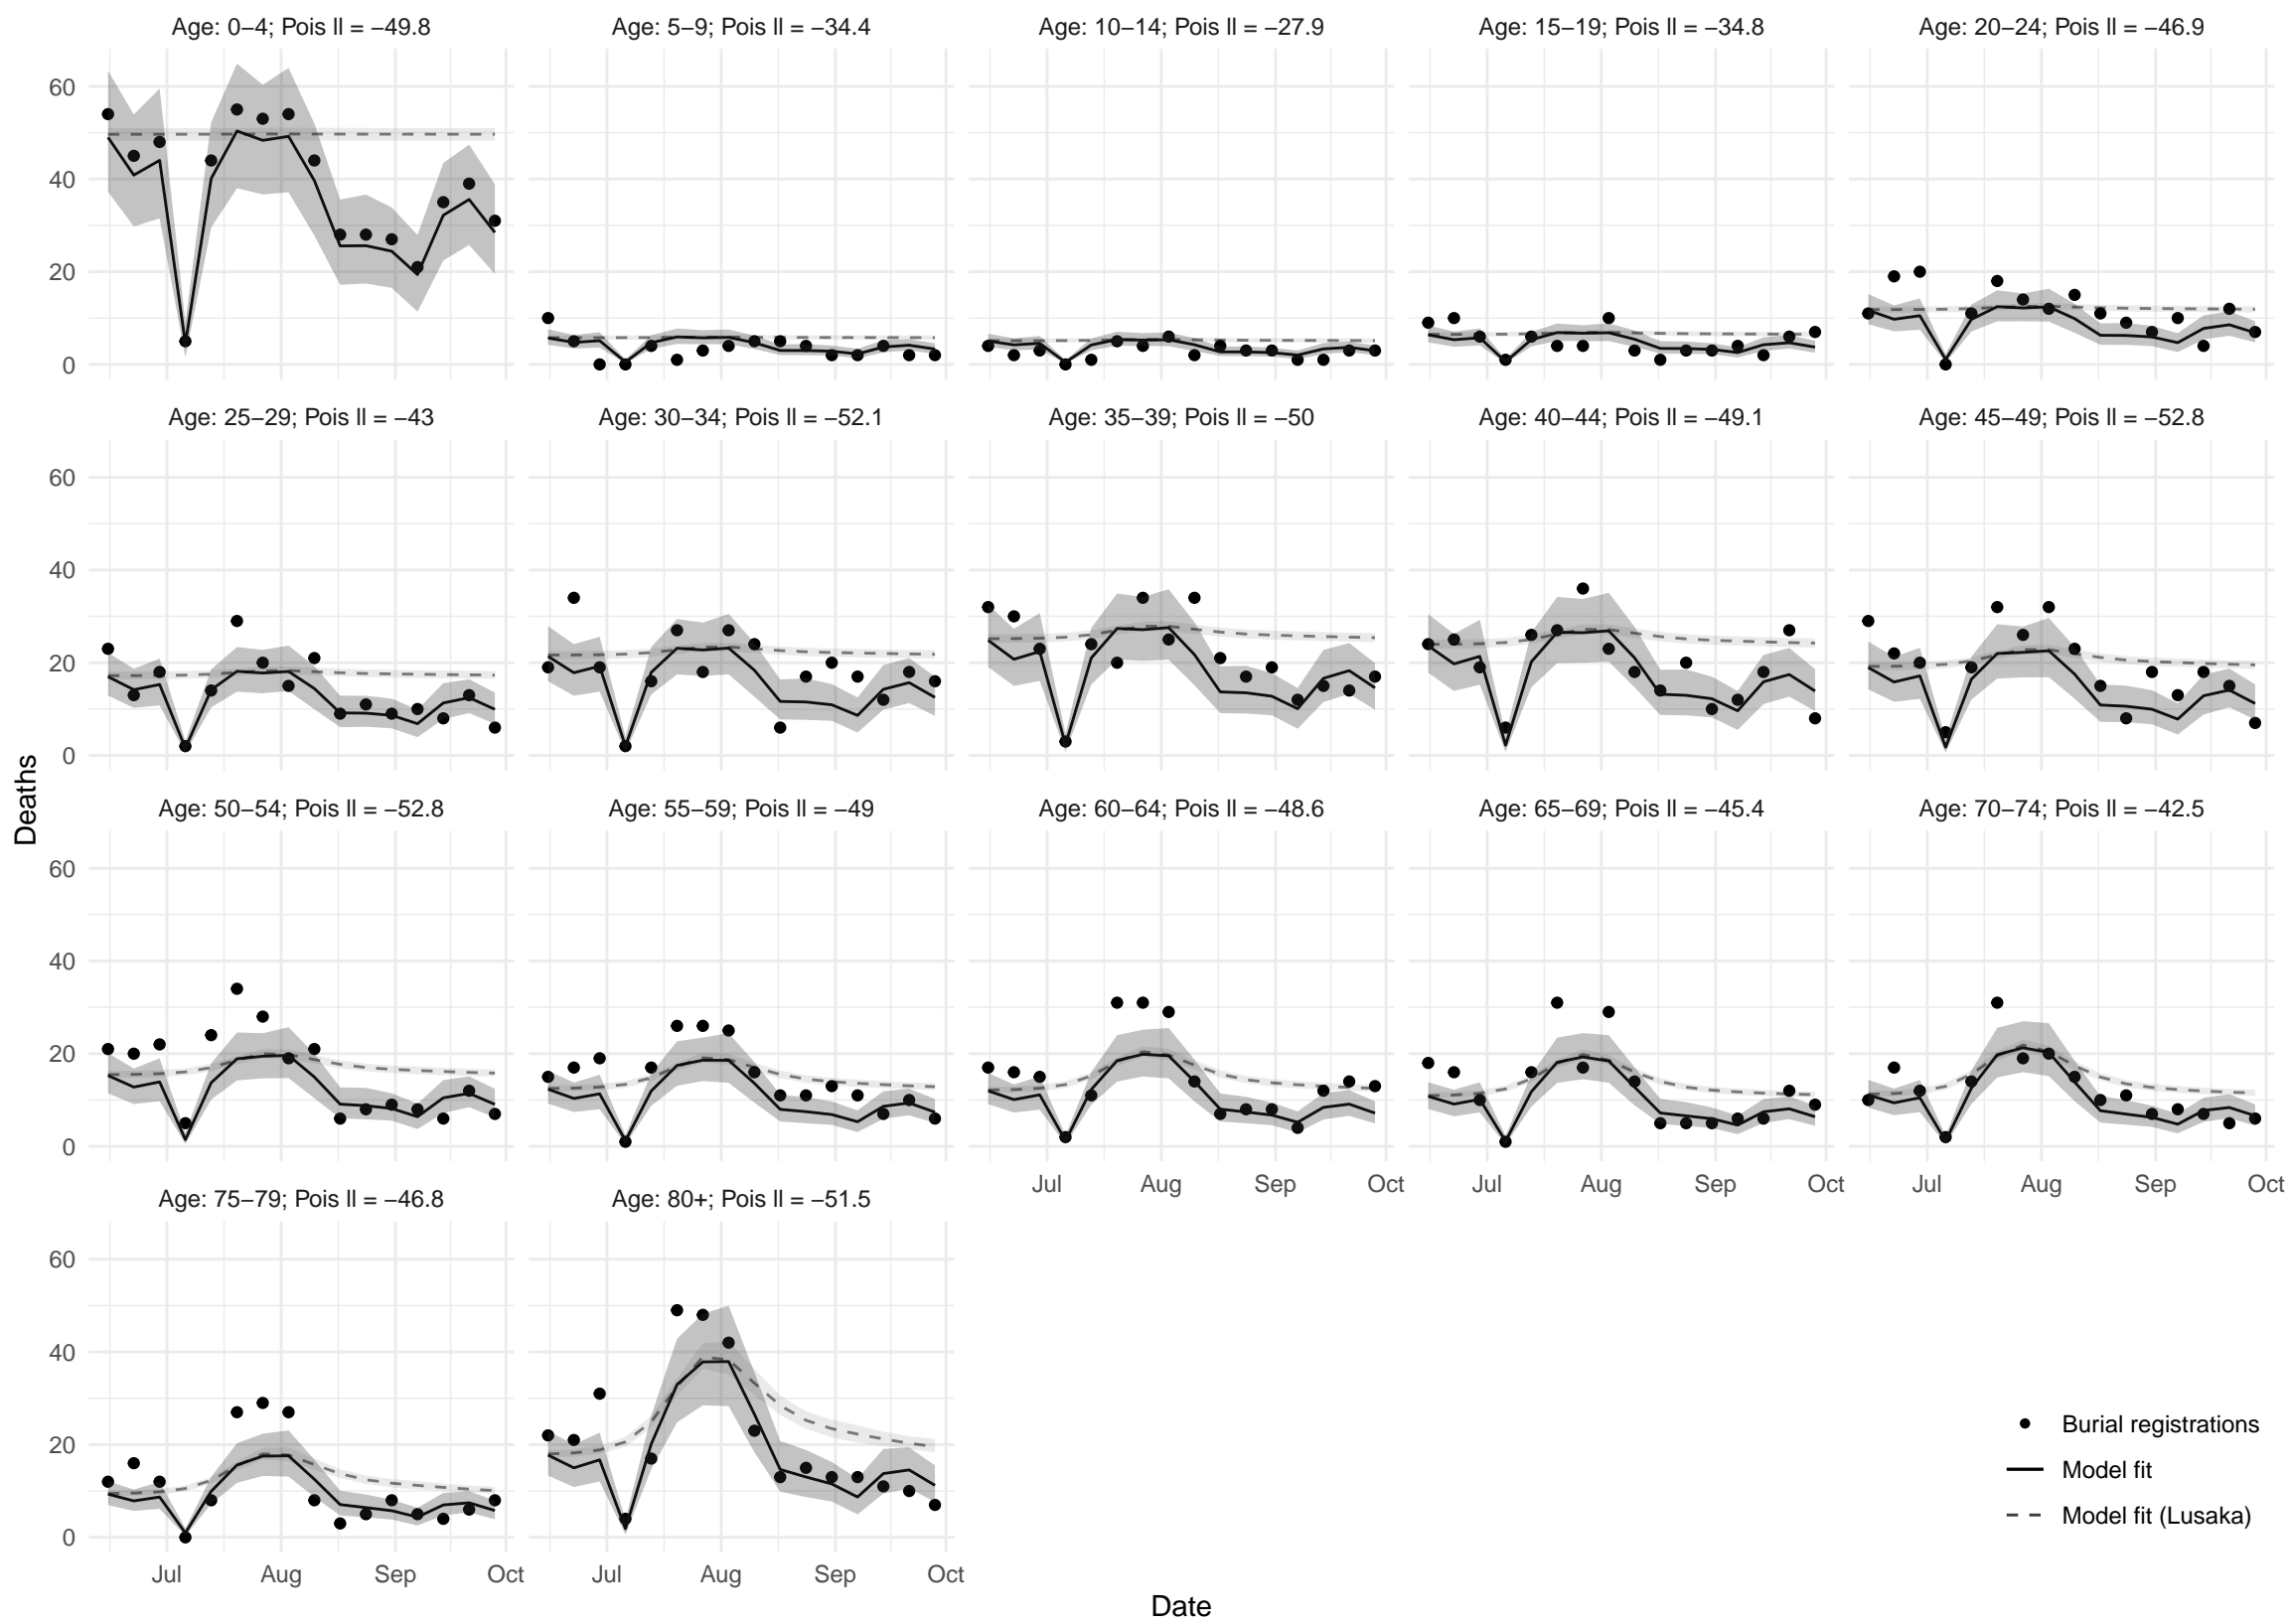 Age: 0−4; Pois ll = −49.8
Age: 5−9; Pois ll = −34.4
Age: 10−14; Pois ll = −27.9
Age: 15−19; Pois ll = −34.8
Age: 20−24; Pois ll = −46.9
60
40
20
0
Age: 25−29; Pois ll = −43
Age: 30−34; Pois ll = −52.1
Age: 35−39; Pois ll = −50
Age: 40−44; Pois ll = −49.1
Age: 45−49; Pois ll = −52.8
60
40
20
0
Deaths
Age: 50−54; Pois ll = −52.8
Age: 55−59; Pois ll = −49
Age: 60−64; Pois ll = −48.6
Age: 65−69; Pois ll = −45.4
Age: 70−74; Pois ll = −42.5
60
40
20
0
Jul Aug Sep Oct
Jul Aug Sep Oct
Jul Aug Sep Oct
Age: 75−79; Pois ll = −46.8
Age: 80+; Pois ll = −51.5
60
40
20
0
Jul Aug Sep Oct
Jul Aug Sep Oct
Burial registrations
Model fit
Model fit (Lusaka)
Date